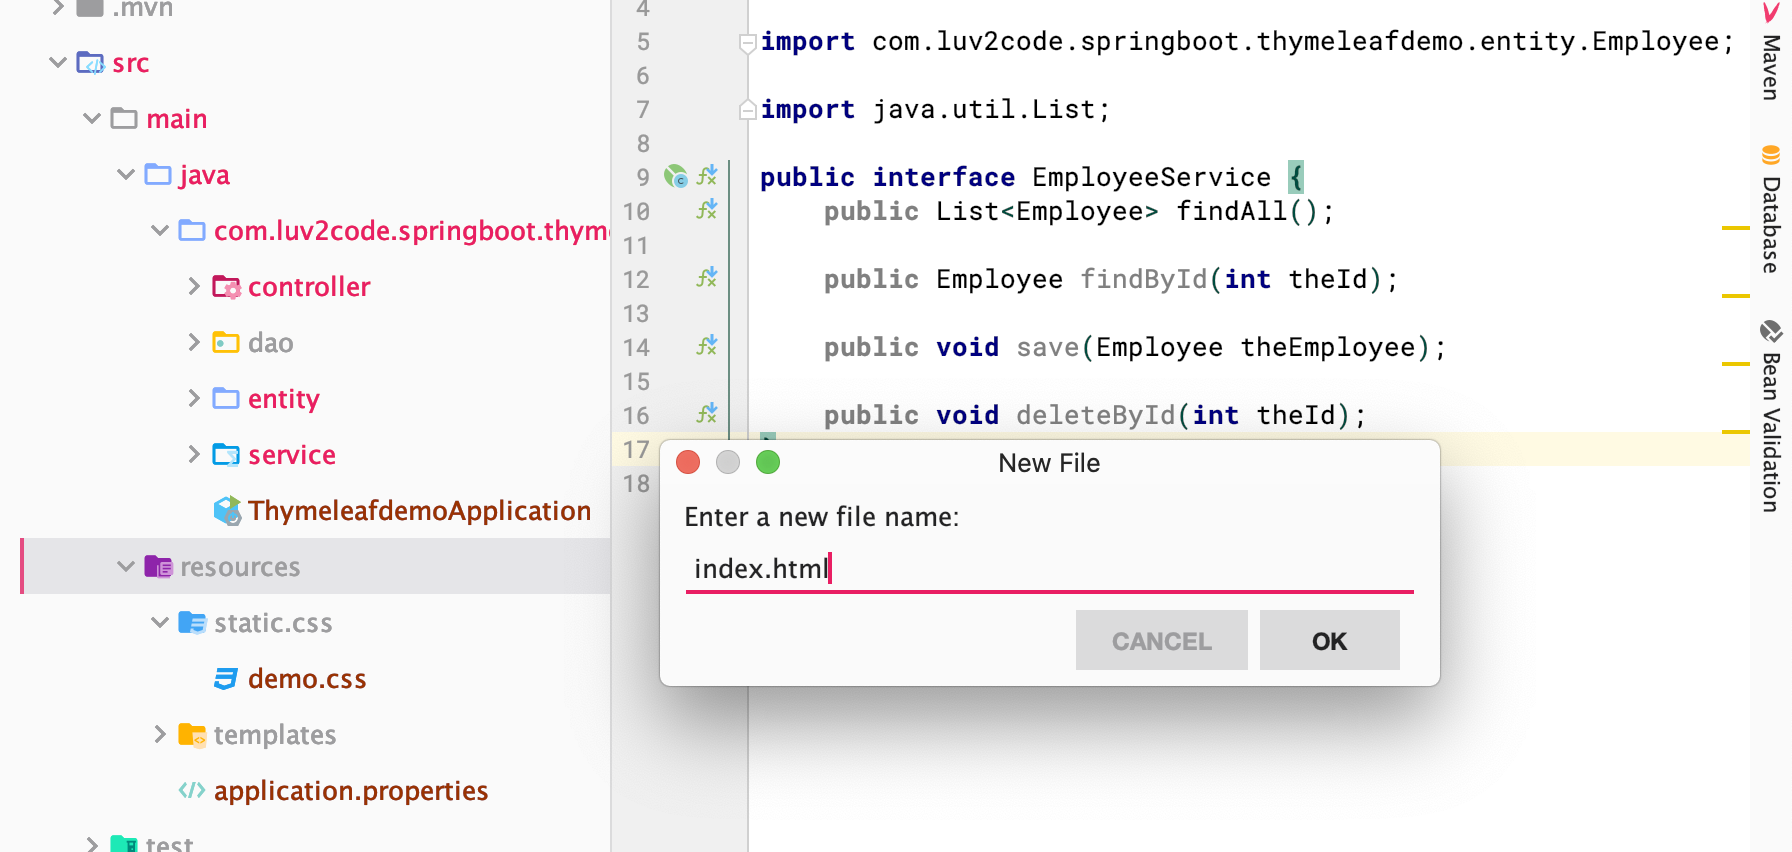 .mvn
src
main
java
com.luv2code.springboot.thym
controller
dao
entity
service
ThymeleafdemoApplication
resources
static.css
demo.css
templates
application.properties
test
4
5 import com.luv2code.springboot.thymeleafdemo.entity.Employee;
6
7 import java.util.List;
8
9 public interface EmployeeService {
10 public List<Employee> findAll();
11
12 public Employee findById(int theId);
13
14 public void save(Employee theEmployee);
15
16 public void deleteById(int theId);
17
18
New File
Enter a new file name:
index.html
CANCEL
OK
Maven
Database
Bean Validation